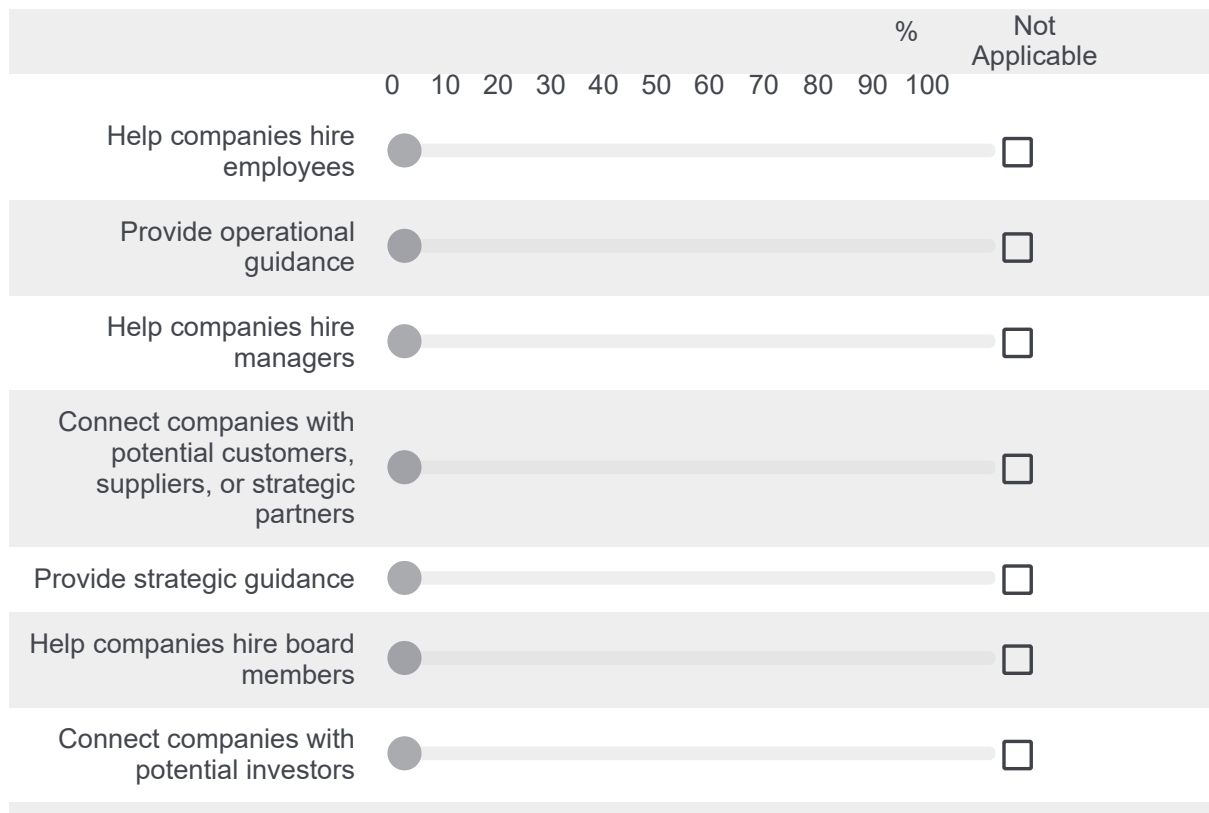 % Not
Applicable
0 10 20 30 40 50 60 70 80 90 100
Help companies hire
employees
Provide operational
guidance
Help companies hire
managers
Connect companies with
potential customers,
suppliers, or strategic
partners
Provide strategic guidance
Help companies hire board
members
Connect companies with
potential investors